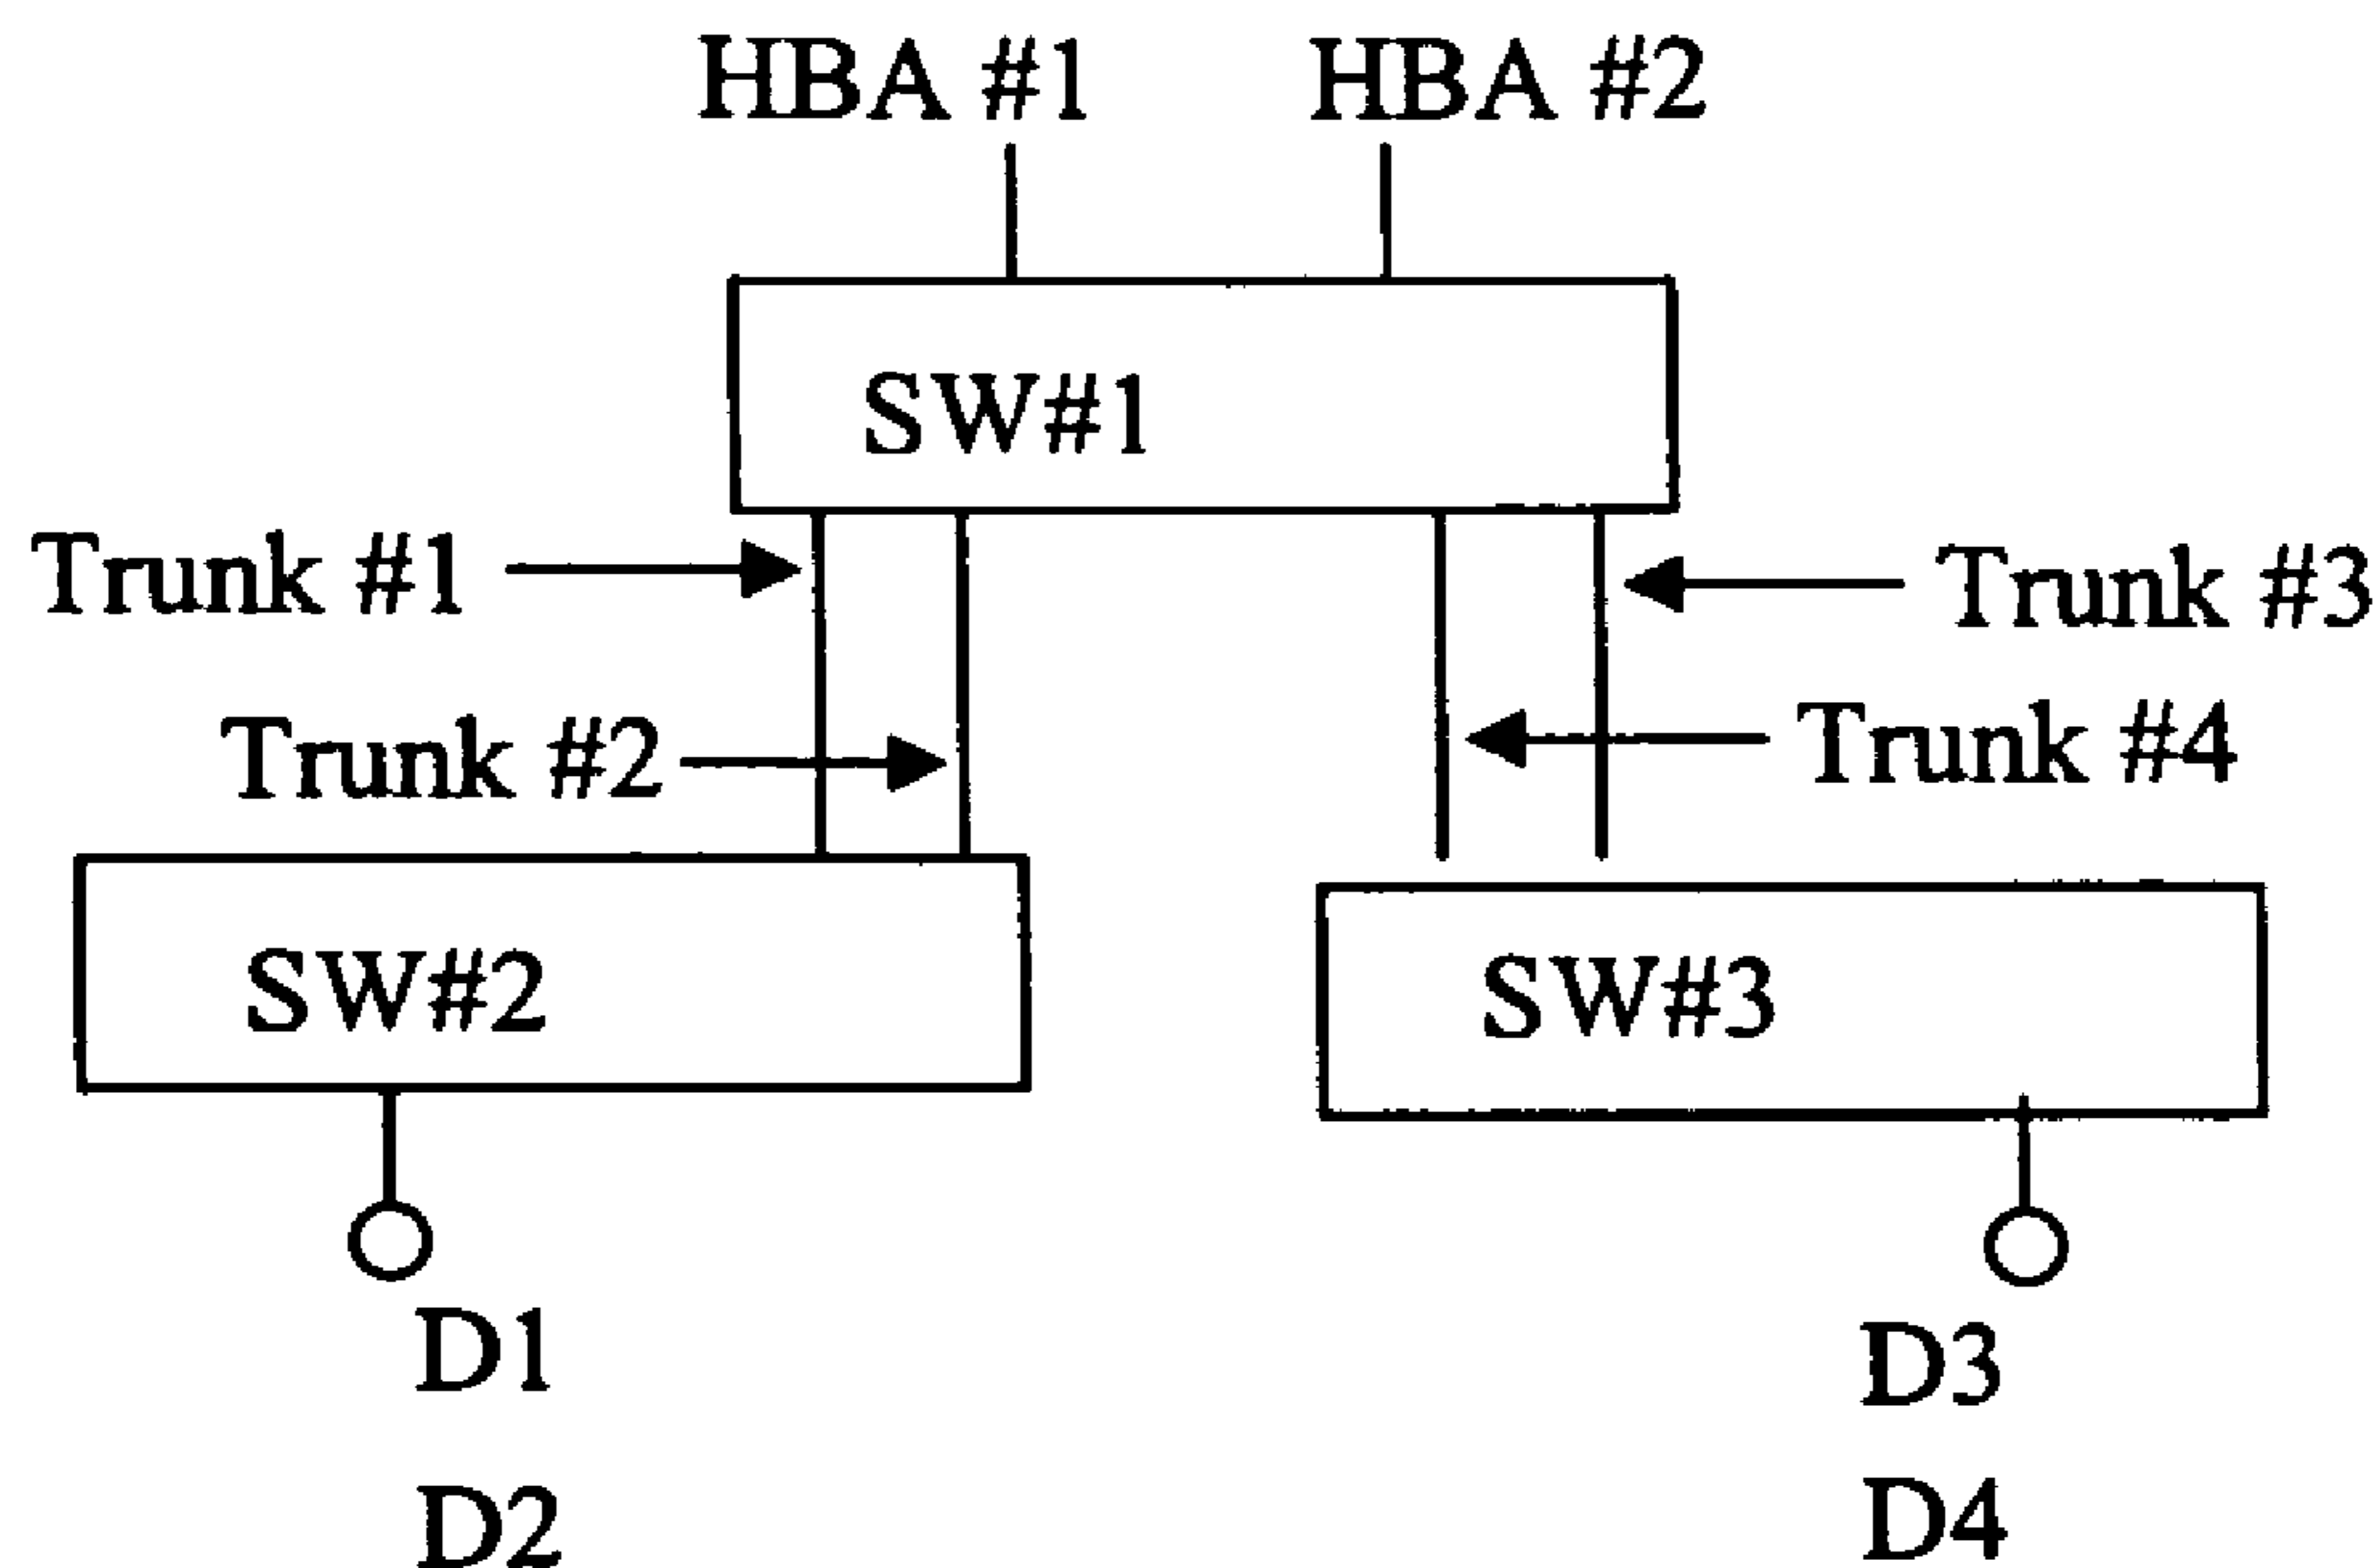 HBA #1
HBA #2
SW#1
Trunk #1
Trunk #3
Trunk #2
Trunk #4
SW#2
SW#3
D1
D3
D2
D4